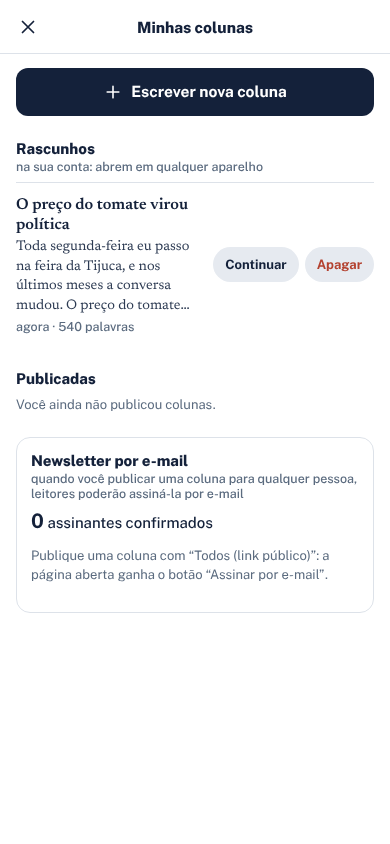 Minhas colunas
Escrever nova coluna
Rascunhos
na sua conta: abrem em qualquer aparelho
O preço do tomate virou
política
Toda segunda-feira eu passo
na feira da Tijuca, e nos
últimos meses a conversa
mudou. O preço do tomate…
agora · 540 palavras
Continuar
Apagar
Publicadas
Você ainda não publicou colunas.
Newsletter por e-mail
quando você publicar uma coluna para qualquer pessoa,
leitores poderão assiná-la por e-mail
0 assinantes confirmados
Publique uma coluna com “Todos (link público)”: a
página aberta ganha o botão “Assinar por e-mail”.